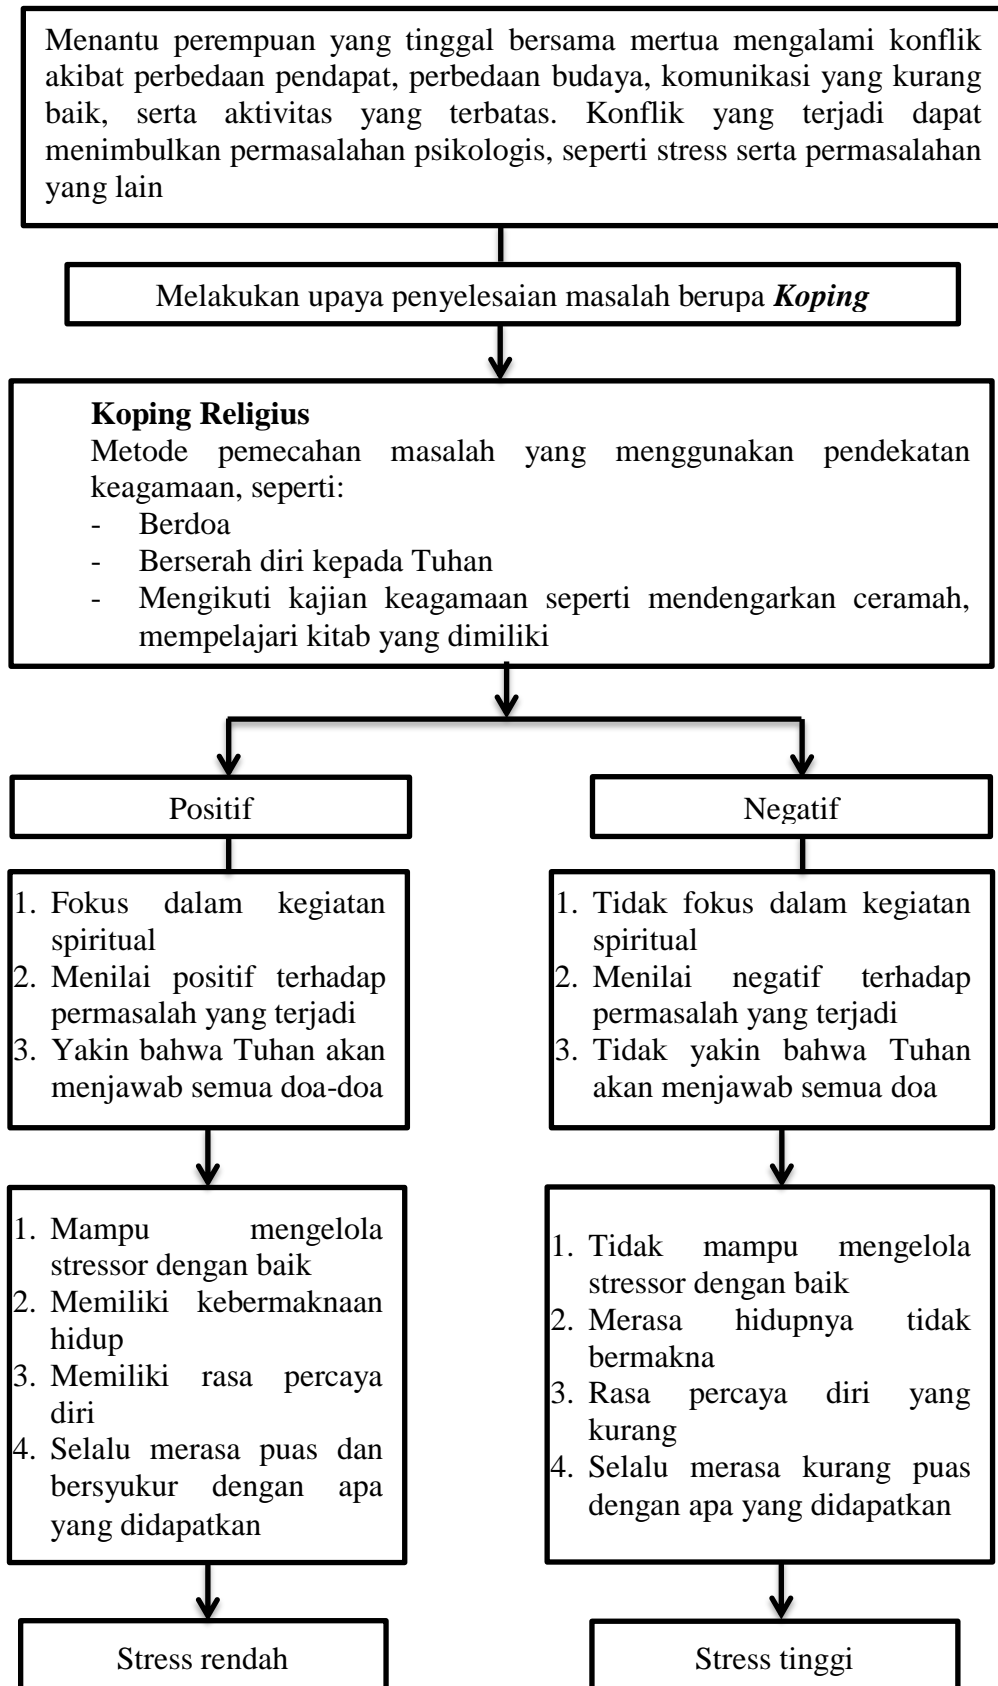 Menantu perempuan yang tinggal bersama mertua mengalami konflik
akibat perbedaan pendapat, perbedaan budaya, komunikasi yang kurang
baik, serta aktivitas yang terbatas. Konflik yang terjadi dapat
menimbulkan permasalahan psikologis, seperti stress serta permasalahan
yang lain
Melakukan upaya penyelesaian masalah berupa Koping
Koping Religius
Metode pemecahan masalah yang menggunakan pendekatan
keagamaan, seperti:
- Berdoa
- Berserah diri kepada Tuhan
- Mengikuti kajian keagamaan seperti mendengarkan ceramah,
mempelajari kitab yang dimiliki
Positif
1. Fokus dalam kegiatan
spiritual
2. Menilai positif terhadap
permasalah yang terjadi
3. Yakin bahwa Tuhan akan
menjawab semua doa-doa
1. Mampu mengelola
stressor dengan baik
2. Memiliki kebermaknaan
hidup
3. Memiliki rasa percaya
diri
4. Selalu merasa puas dan
bersyukur dengan apa
yang didapatkan
Stress rendah
Negatif
1. Tidak fokus dalam kegiatan
spiritual
2. Menilai negatif terhadap
permasalah yang terjadi
3. Tidak yakin bahwa Tuhan
akan menjawab semua doa
1. Tidak mampu mengelola
stressor dengan baik
2. Merasa hidupnya tidak
bermakna
3. Rasa percaya diri yang
kurang
4. Selalu merasa kurang puas
dengan apa yang didapatkan
Stress tinggi